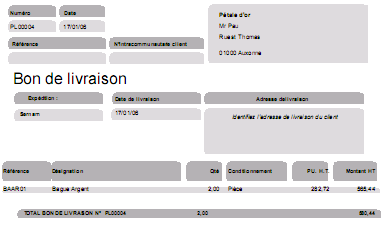 Numéro Date
PL00004 17/01/06
Référence N°intracommunautaire client
Pétale d'or
Mr Pau
Ruast Thomas
01000 Auxonne
Bon de livraison
Expédition : Date de livraison Adresse de livraison
Sernam 17/01/06 Identifiez l'adresse de livraison du client
Référence Désignation Qté Conditionnement P.U. H.T. Montant HT
BAAR01 Bague Argent 2,00 Pièce 282,72 565,44
TOTAL BON DE LIVRAISON N° PL00004 2,00